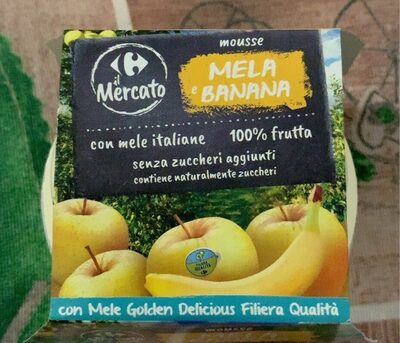 mousse
MELA
e BANANA
il
Mercato
con mele italiane 100% frutta
senza zuccheri aggiunti
contiene naturalmente zuccheri
con Mele Golden Delicious Filiera Qualità
mousse